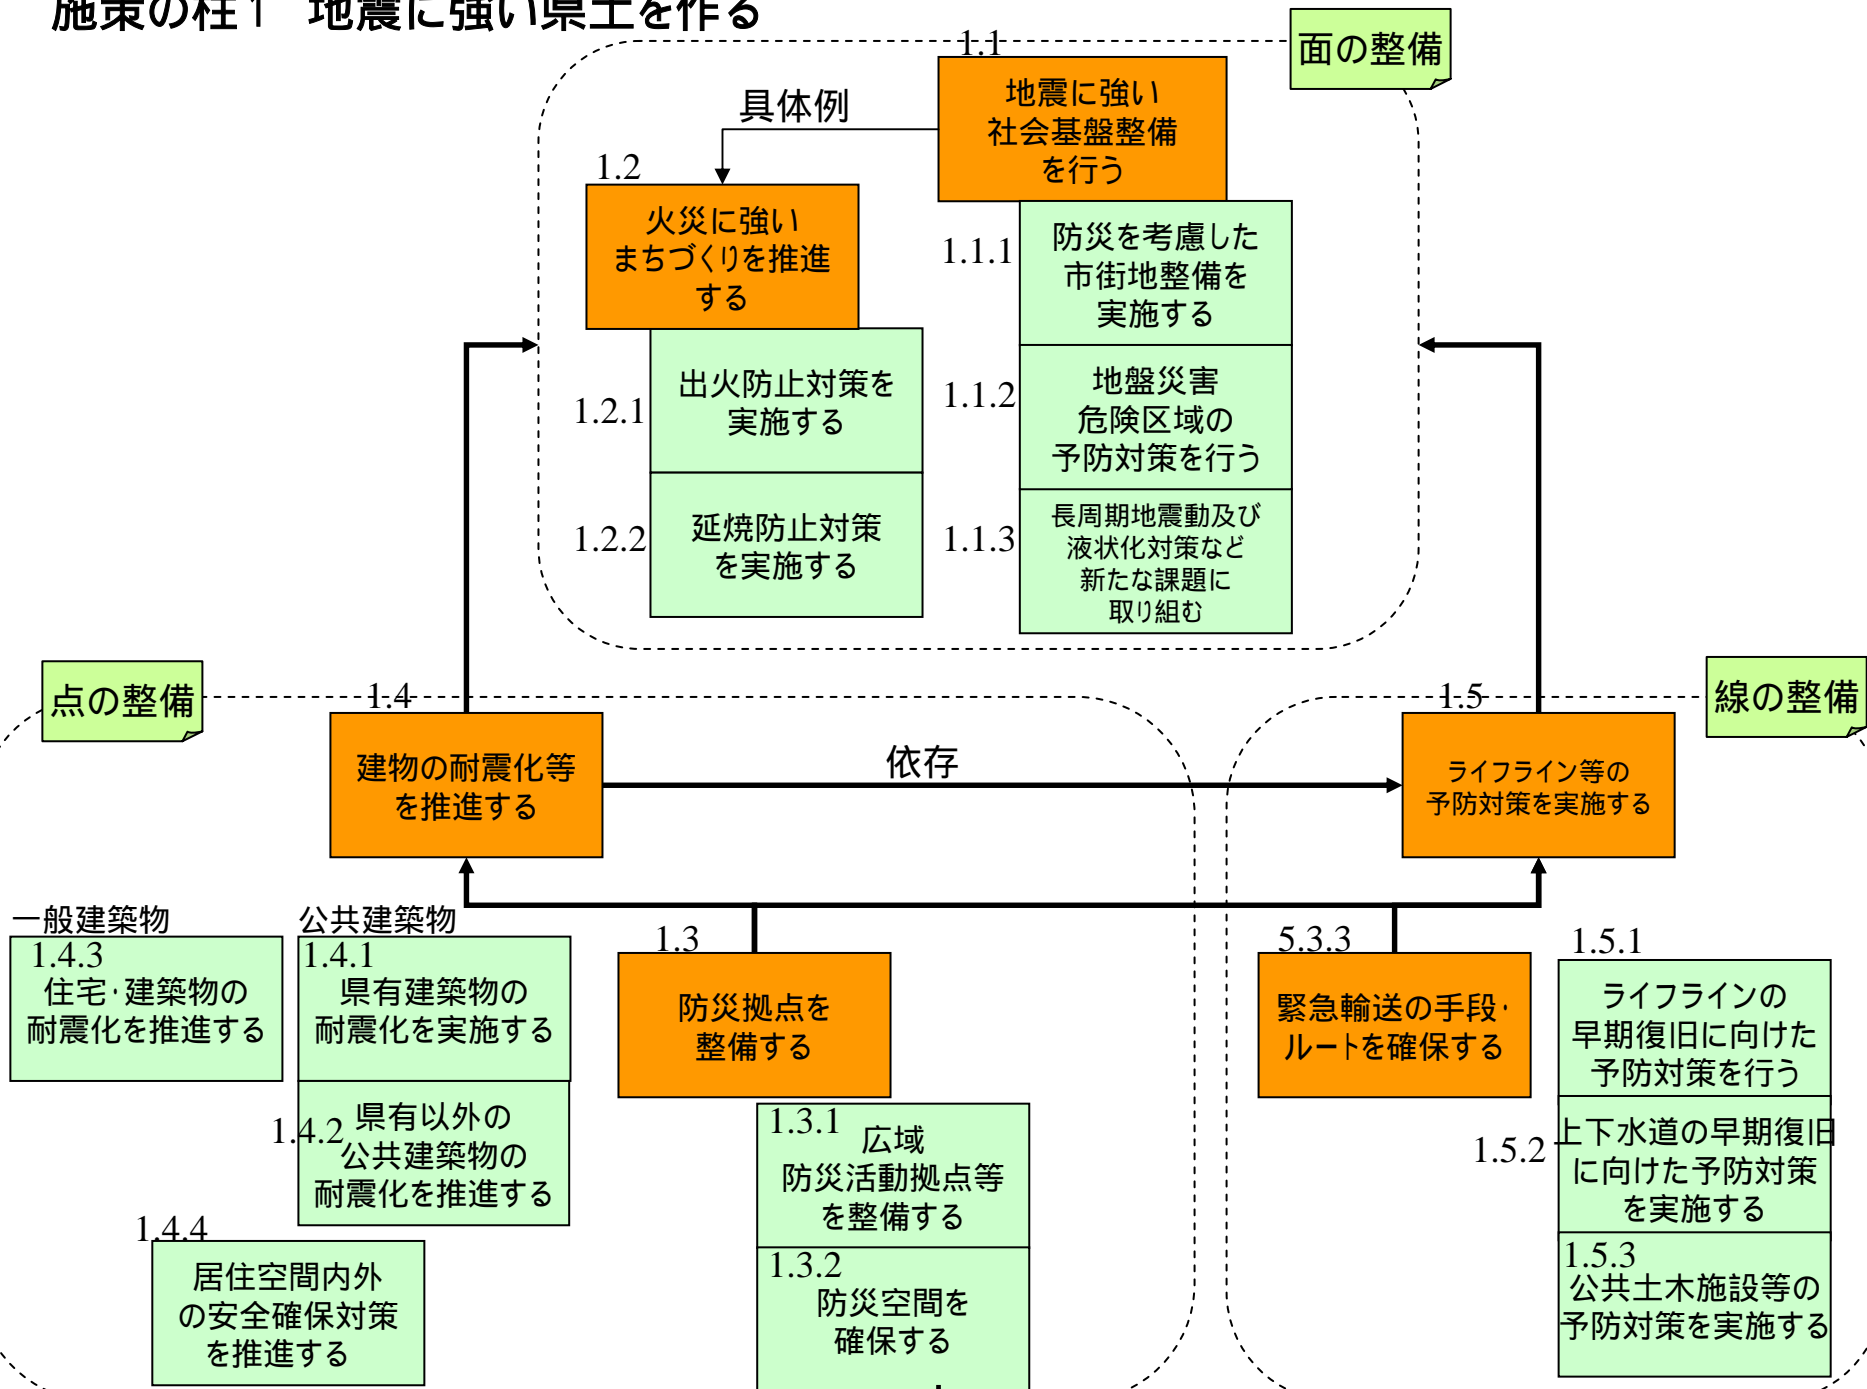 施策の柱1 地震に強い県土を作る
面の整備
1.1
地震に強い
社会基盤整備
を行う
具体例
1.2
火災に強い
まちづくりを推進
する
1.1.1
防災を考慮した
市街地整備を
実施する
1.2.1
出火防止対策を
実施する
1.1.2
地盤災害
危険区域の
予防対策を行う
1.2.2
延焼防止対策
を実施する
1.1.3
長周期地震動及び
液状化対策など
新たな課題に
取り組む
点の整備
線の整備
1.4
建物の耐震化等
を推進する
依存
1.5
ライフライン等の
予防対策を実施する
一般建築物
1.4.3
住宅・建築物の
耐震化を推進する
公共建築物
1.4.1
県有建築物の
耐震化を実施する
1.4.2
県有以外の
公共建築物の
耐震化を推進する
1.4.4
居住空間内外
の安全確保対策
を推進する
1.3
防災拠点を
整備する
1.3.1
広域
防災活動拠点等
を整備する
1.3.2
防災空間を
確保する
5.3.3
緊急輸送の手段・
ルートを確保する
1.5.1
ライフラインの
早期復旧に向けた
予防対策を行う
1.5.2
上下水道の早期復旧
に向けた予防対策
を実施する
1.5.3
公共土木施設等の
予防対策を実施する